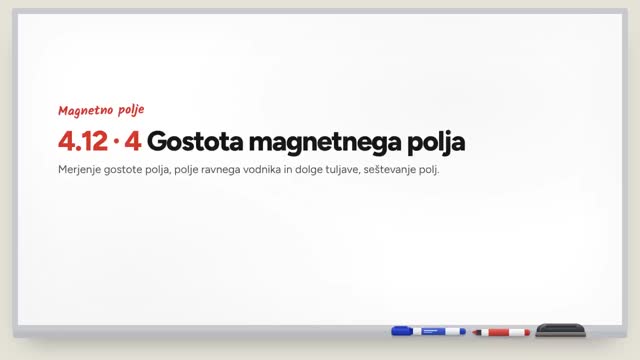 Magnetno polje
4.12 · 4 Gostota magnetnega polja
Merjenje gostote polja, polje ravnega vodnika in dolge tuljave, seštevanje polj.